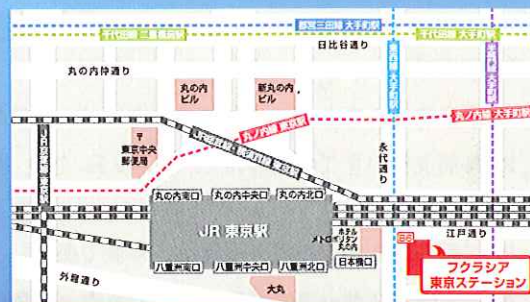 都営三田線 大手町駅
千代田線 二重橋前駅
千代田線 大手町駅
日比谷通り
丸の内仲通り
東西線 大手町駅
半蔵門線 大手町駅
丸の内
ビル
新丸の内
ビル
丸ノ内線 大手町駅
丸ノ内線 東京駅
〒
東京中央
郵便局
永代通り
丸の内南口
丸の内中央口
丸の内北口
JR 東京駅
江戸通り
ホテル
メトロポリタン
丸の内
フクラシア
東京ステーション
八重洲南口
八重洲中央口
八重洲北口
日本橋口
外堀通り
大丸